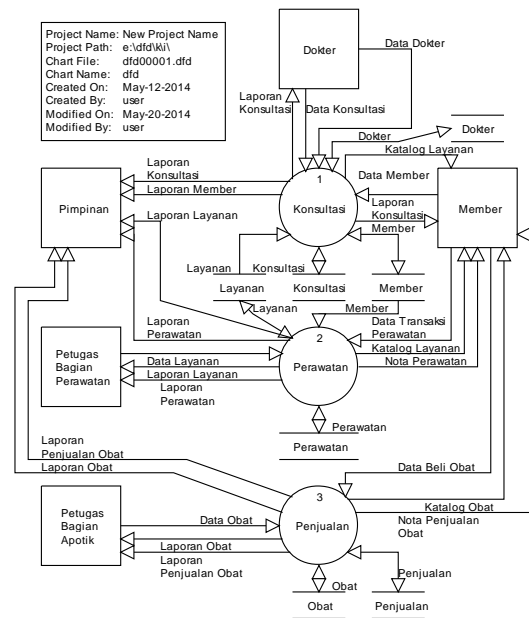 Project Name: New Project Name
Project Path: e:\dfd\k\i\
Chart File: dfd00001.dfd
Chart Name: dfd
Created On: May-12-2014
Created By: user
Modified On: May-20-2014
Modified By: user
Dokter
Data Dokter
Laporan
Konsultasi
Data Konsultasi
Dokter
Dokter
Katalog Layanan
Laporan
Konsultasi
Laporan Member
1
Konsultasi
Data Member
Laporan
Konsultasi
Member
Member
Pimpinan
Laporan Layanan
Layanan
Konsultasi
Layanan
Konsultasi
Member
Layanan
Member
Laporan
Perawatan
2
Perawatan
Data Transaksi
Perawatan
Katalog Layanan
Nota Perawatan
Petugas
Bagian
Perawatan
Data Layanan
Laporan Layanan
Laporan
Perawatan
Perawatan
Perawatan
Laporan
Penjualan Obat
Laporan Obat
Data Beli Obat
3
Penjualan
Katalog Obat
Nota Penjualan
Obat
Petugas
Bagian
Apotik
Data Obat
Laporan Obat
Laporan
Penjualan Obat
Obat
Penjualan
Obat
Penjualan